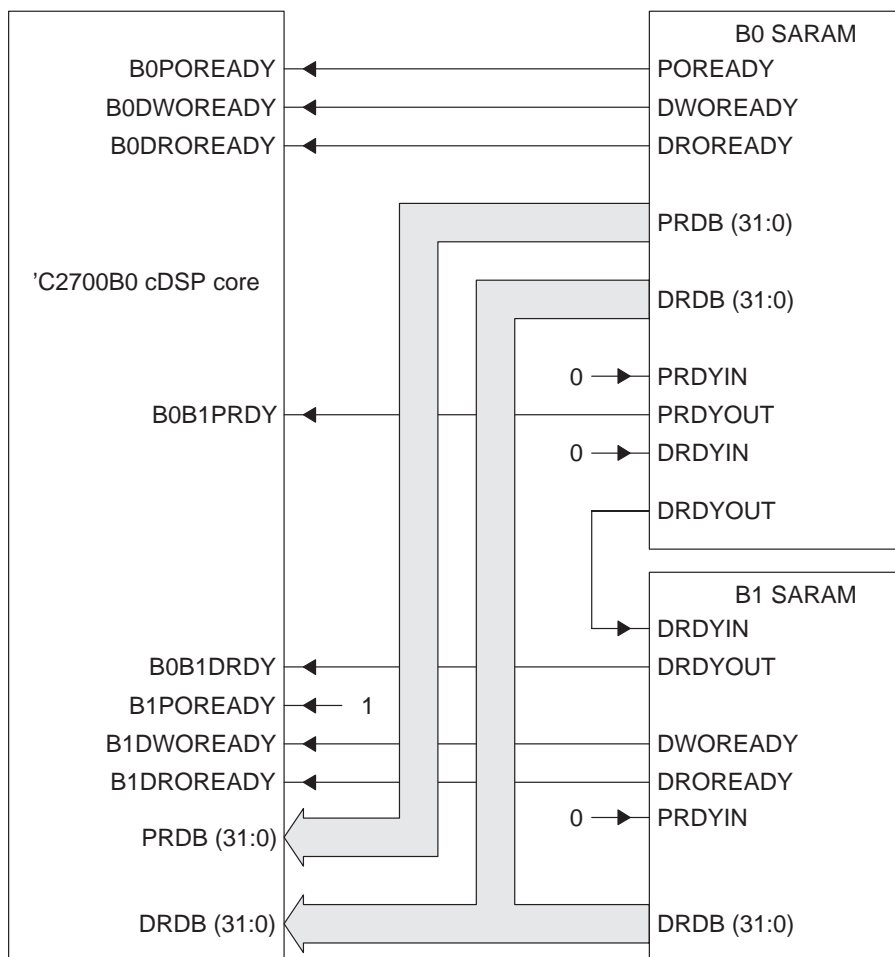 B0 SARAM
B0POREADY
POREADY
B0DWOREADY
DWOREADY
B0DROREADY
DROREADY
PRDB (31:0)
’C2700B0 cDSP core
DRDB (31:0)
0
PRDYIN
B0B1PRDY
PRDYOUT
0
DRDYIN
DRDYOUT
B1 SARAM
DRDYIN
B0B1DRDY
DRDYOUT
B1POREADY
1
B1DWOREADY
DWOREADY
B1DROREADY
DROREADY
0
PRDYIN
PRDB (31:0)
DRDB (31:0)
DRDB (31:0)